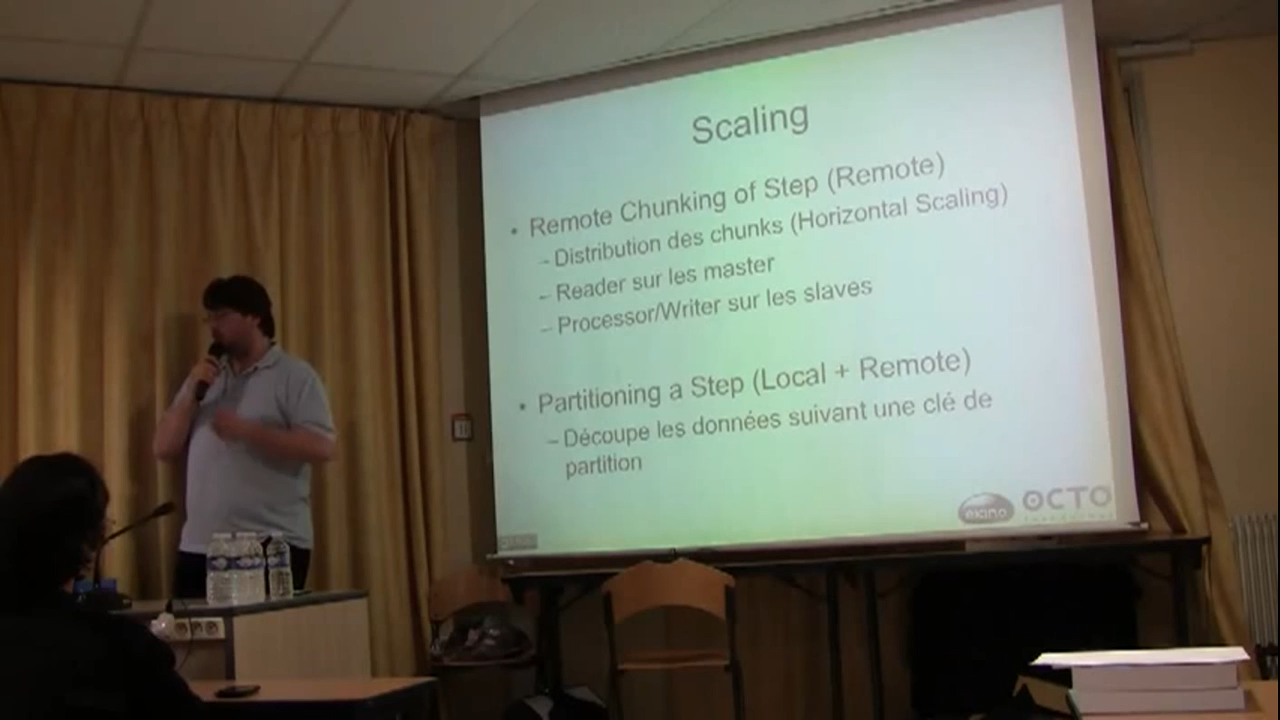 Scaling
• Remote Chunking of Step (Remote)
– Distribution des chunks (Horizontal Scaling)
– Reader sur les master
– Processor/Writer sur les slaves
• Partitioning a Step (Local + Remote)
– Découpe les données suivant une clé de
partition
ekino OCTO